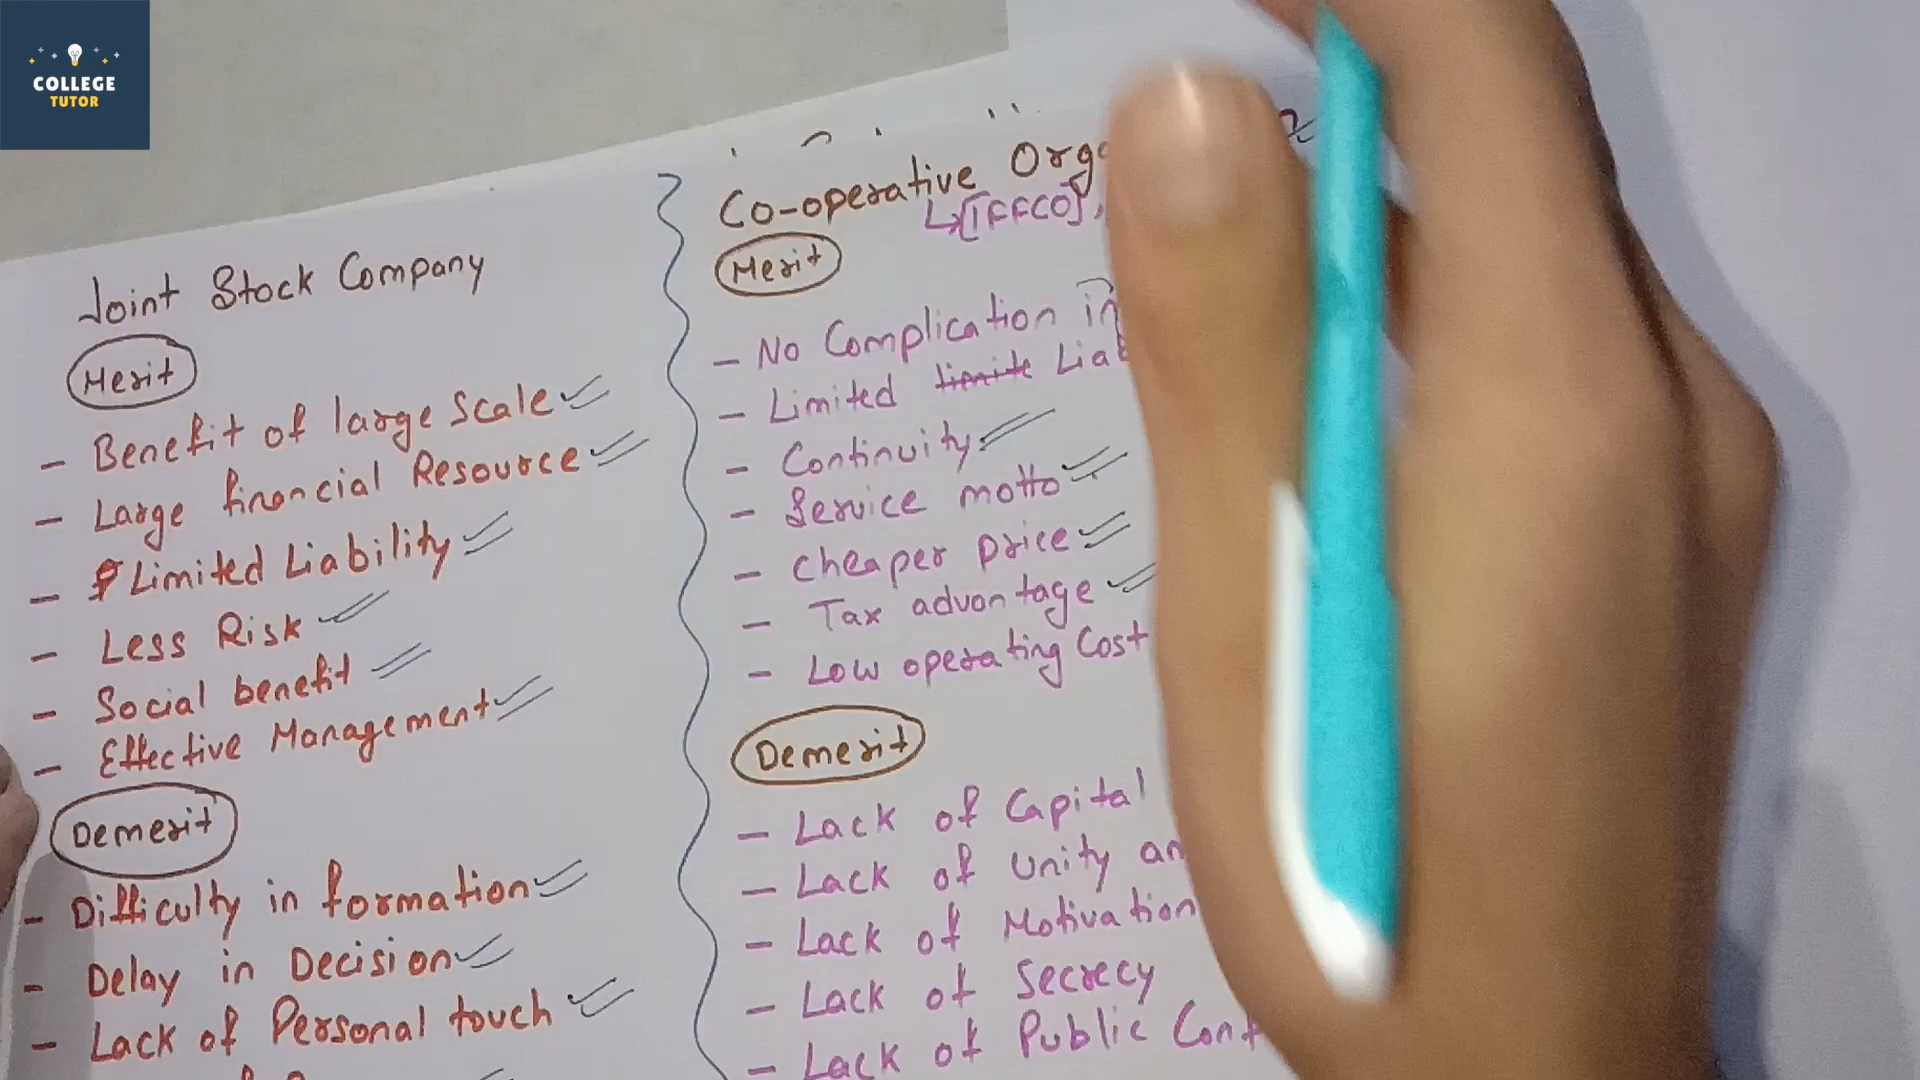 COLLEGE
TUTOR
Joint Stock Company
Merit
- Benefit of large Scale
- Large financial Resource
- Limited Liability
- Less Risk
- Social benefit
- Effective Management
Demerit
- Difficulty in formation
- Delay in Decision
- Lack of Personal touch
Co-operative
↳[IFFCO],
Merit
- No Complication in
- Limited limite
- Continuity
- Service motto
- Cheaper price
- Tax advantage
- Low operating Cost
Demerit
- Lack of Capital
- Lack of Unity
- Lack of Motivation
- Lack of Secrecy
- Lack of Public